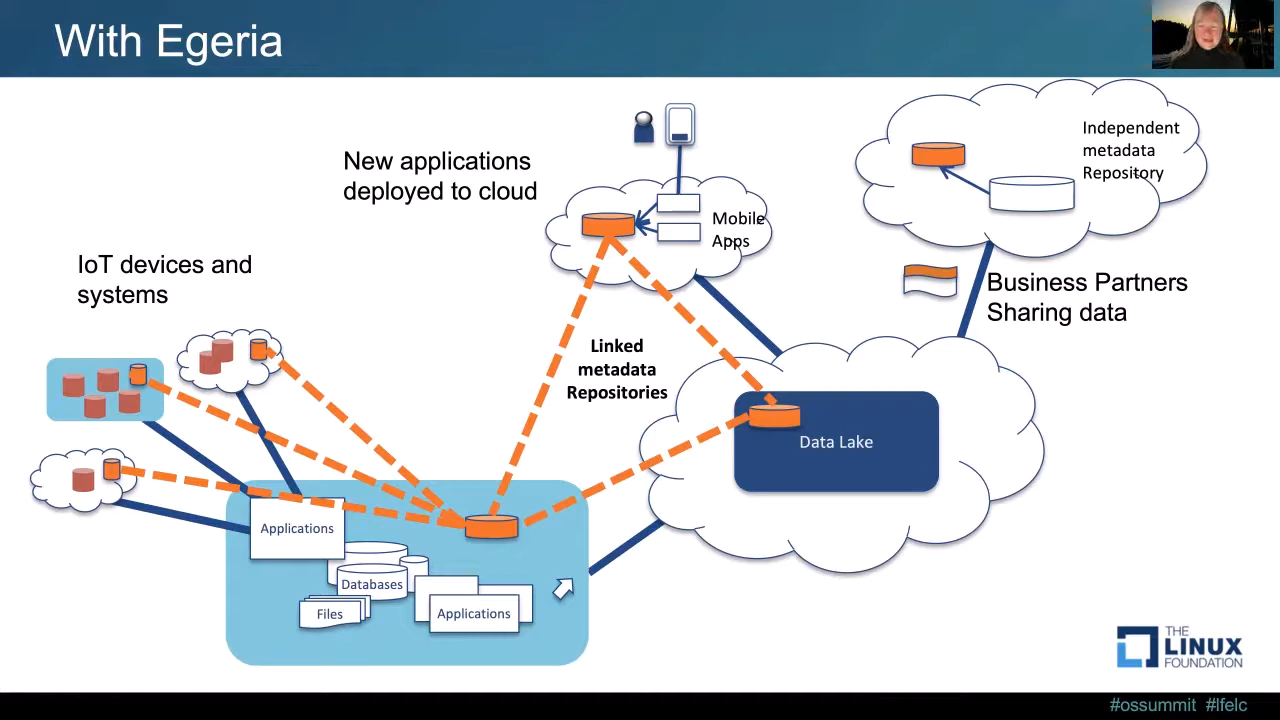 With Egeria
New applications
deployed to cloud
Independent
metadata
Repository
Mobile
Apps
IoT devices and
systems
Business Partners
Sharing data
Linked
metadata
Repositories
Data Lake
Applications
Databases
Files
Applications
THE
LINUX
FOUNDATION
#ossummit #lfelc